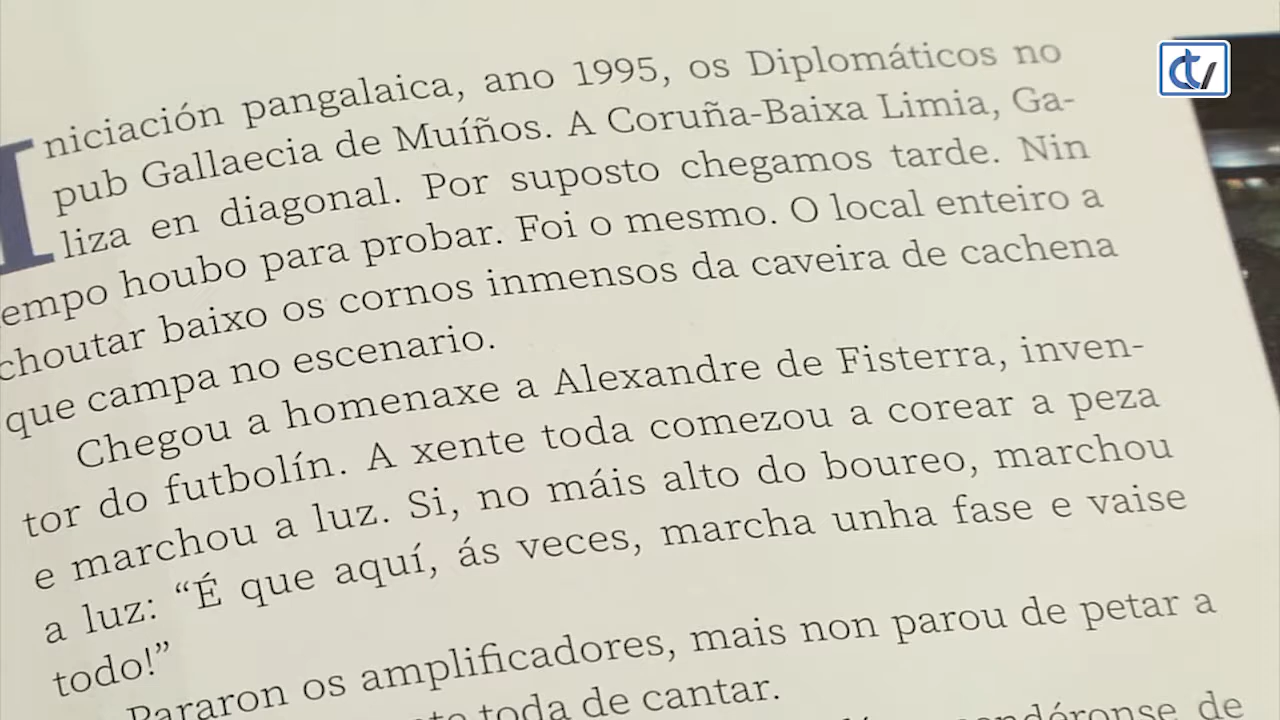 Iniciación pangalaica, ano 1995, os Diplomáticos no
pub Gallaecia de Muíños. A Coruña-Baixa Limia, Ga-
liza en diagonal. Por suposto chegamos tarde. Nin
empo houbo para probar. Foi o mesmo. O local enteiro a
choutar baixo os cornos inmensos da caveira de cachena
que campa no escenario.
Chegou a homenaxe a Alexandre de Fisterra, inven-
tor do futbolín. A xente toda comezou a corear a peza
e marchou a luz. Si, no máis alto do boureo, marchou
a luz: “É que aquí, ás veces, marcha unha fase e vaise
todo!”
Pararon os amplificadores, mais non parou de petar a
toda de cantar.
de